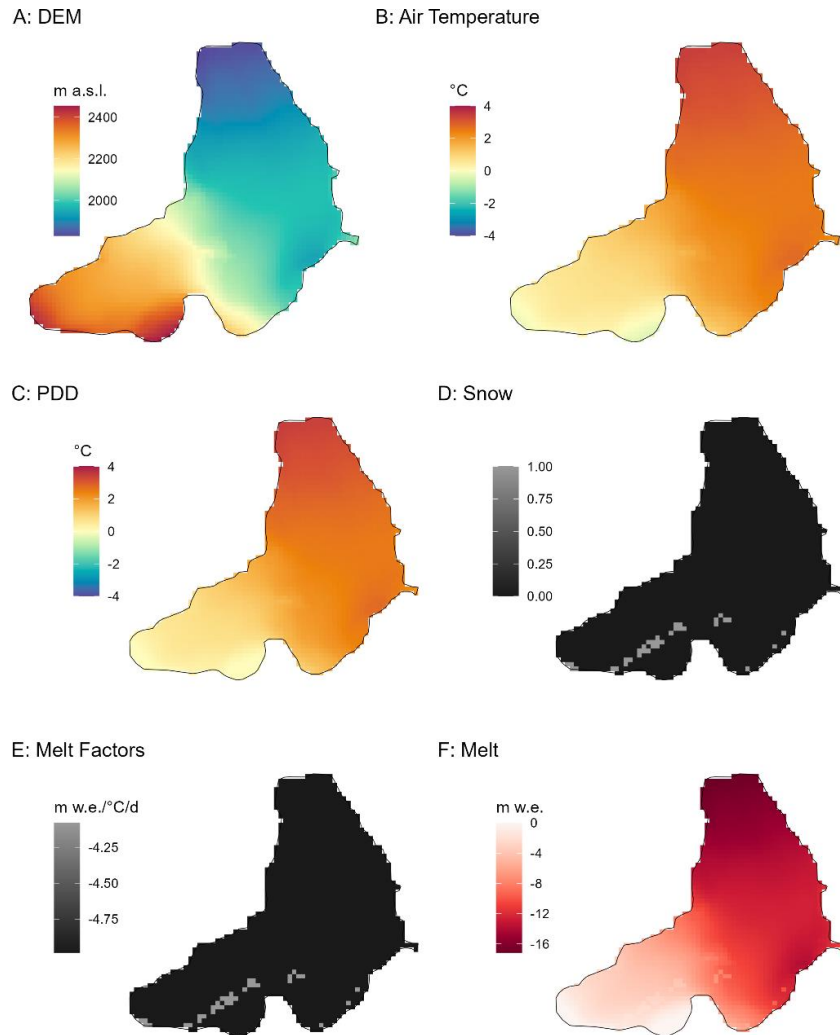 A: DEM
B: Air Temperature
m a.s.l.
2400
2200
2000
°C
4
2
0
-2
-4
C: PDD
D: Snow
°C
4
2
0
-2
-4
1.00
0.75
0.50
0.25
0.00
E: Melt Factors
F: Melt
m w.e./°C/d
-4.25
-4.50
-4.75
m w.e.
0
-4
-8
-12
-16